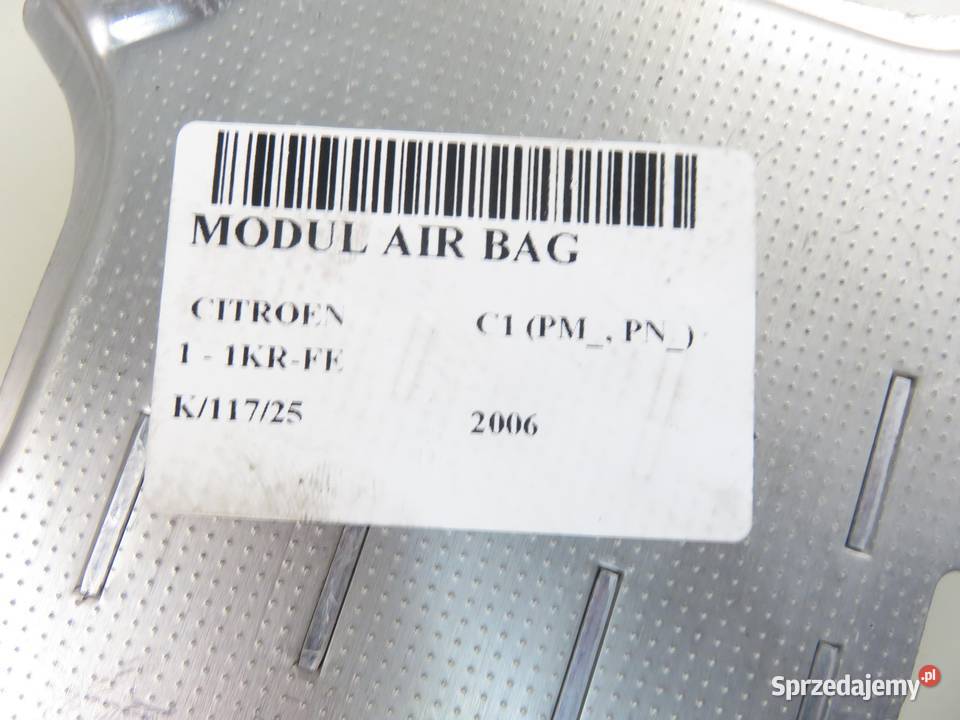 MODUL AIR BAG
CITROEN C1 (PM_, PN_)
1 - 1KR-FE
K/117/25 2006
Sprzedajemy.pl